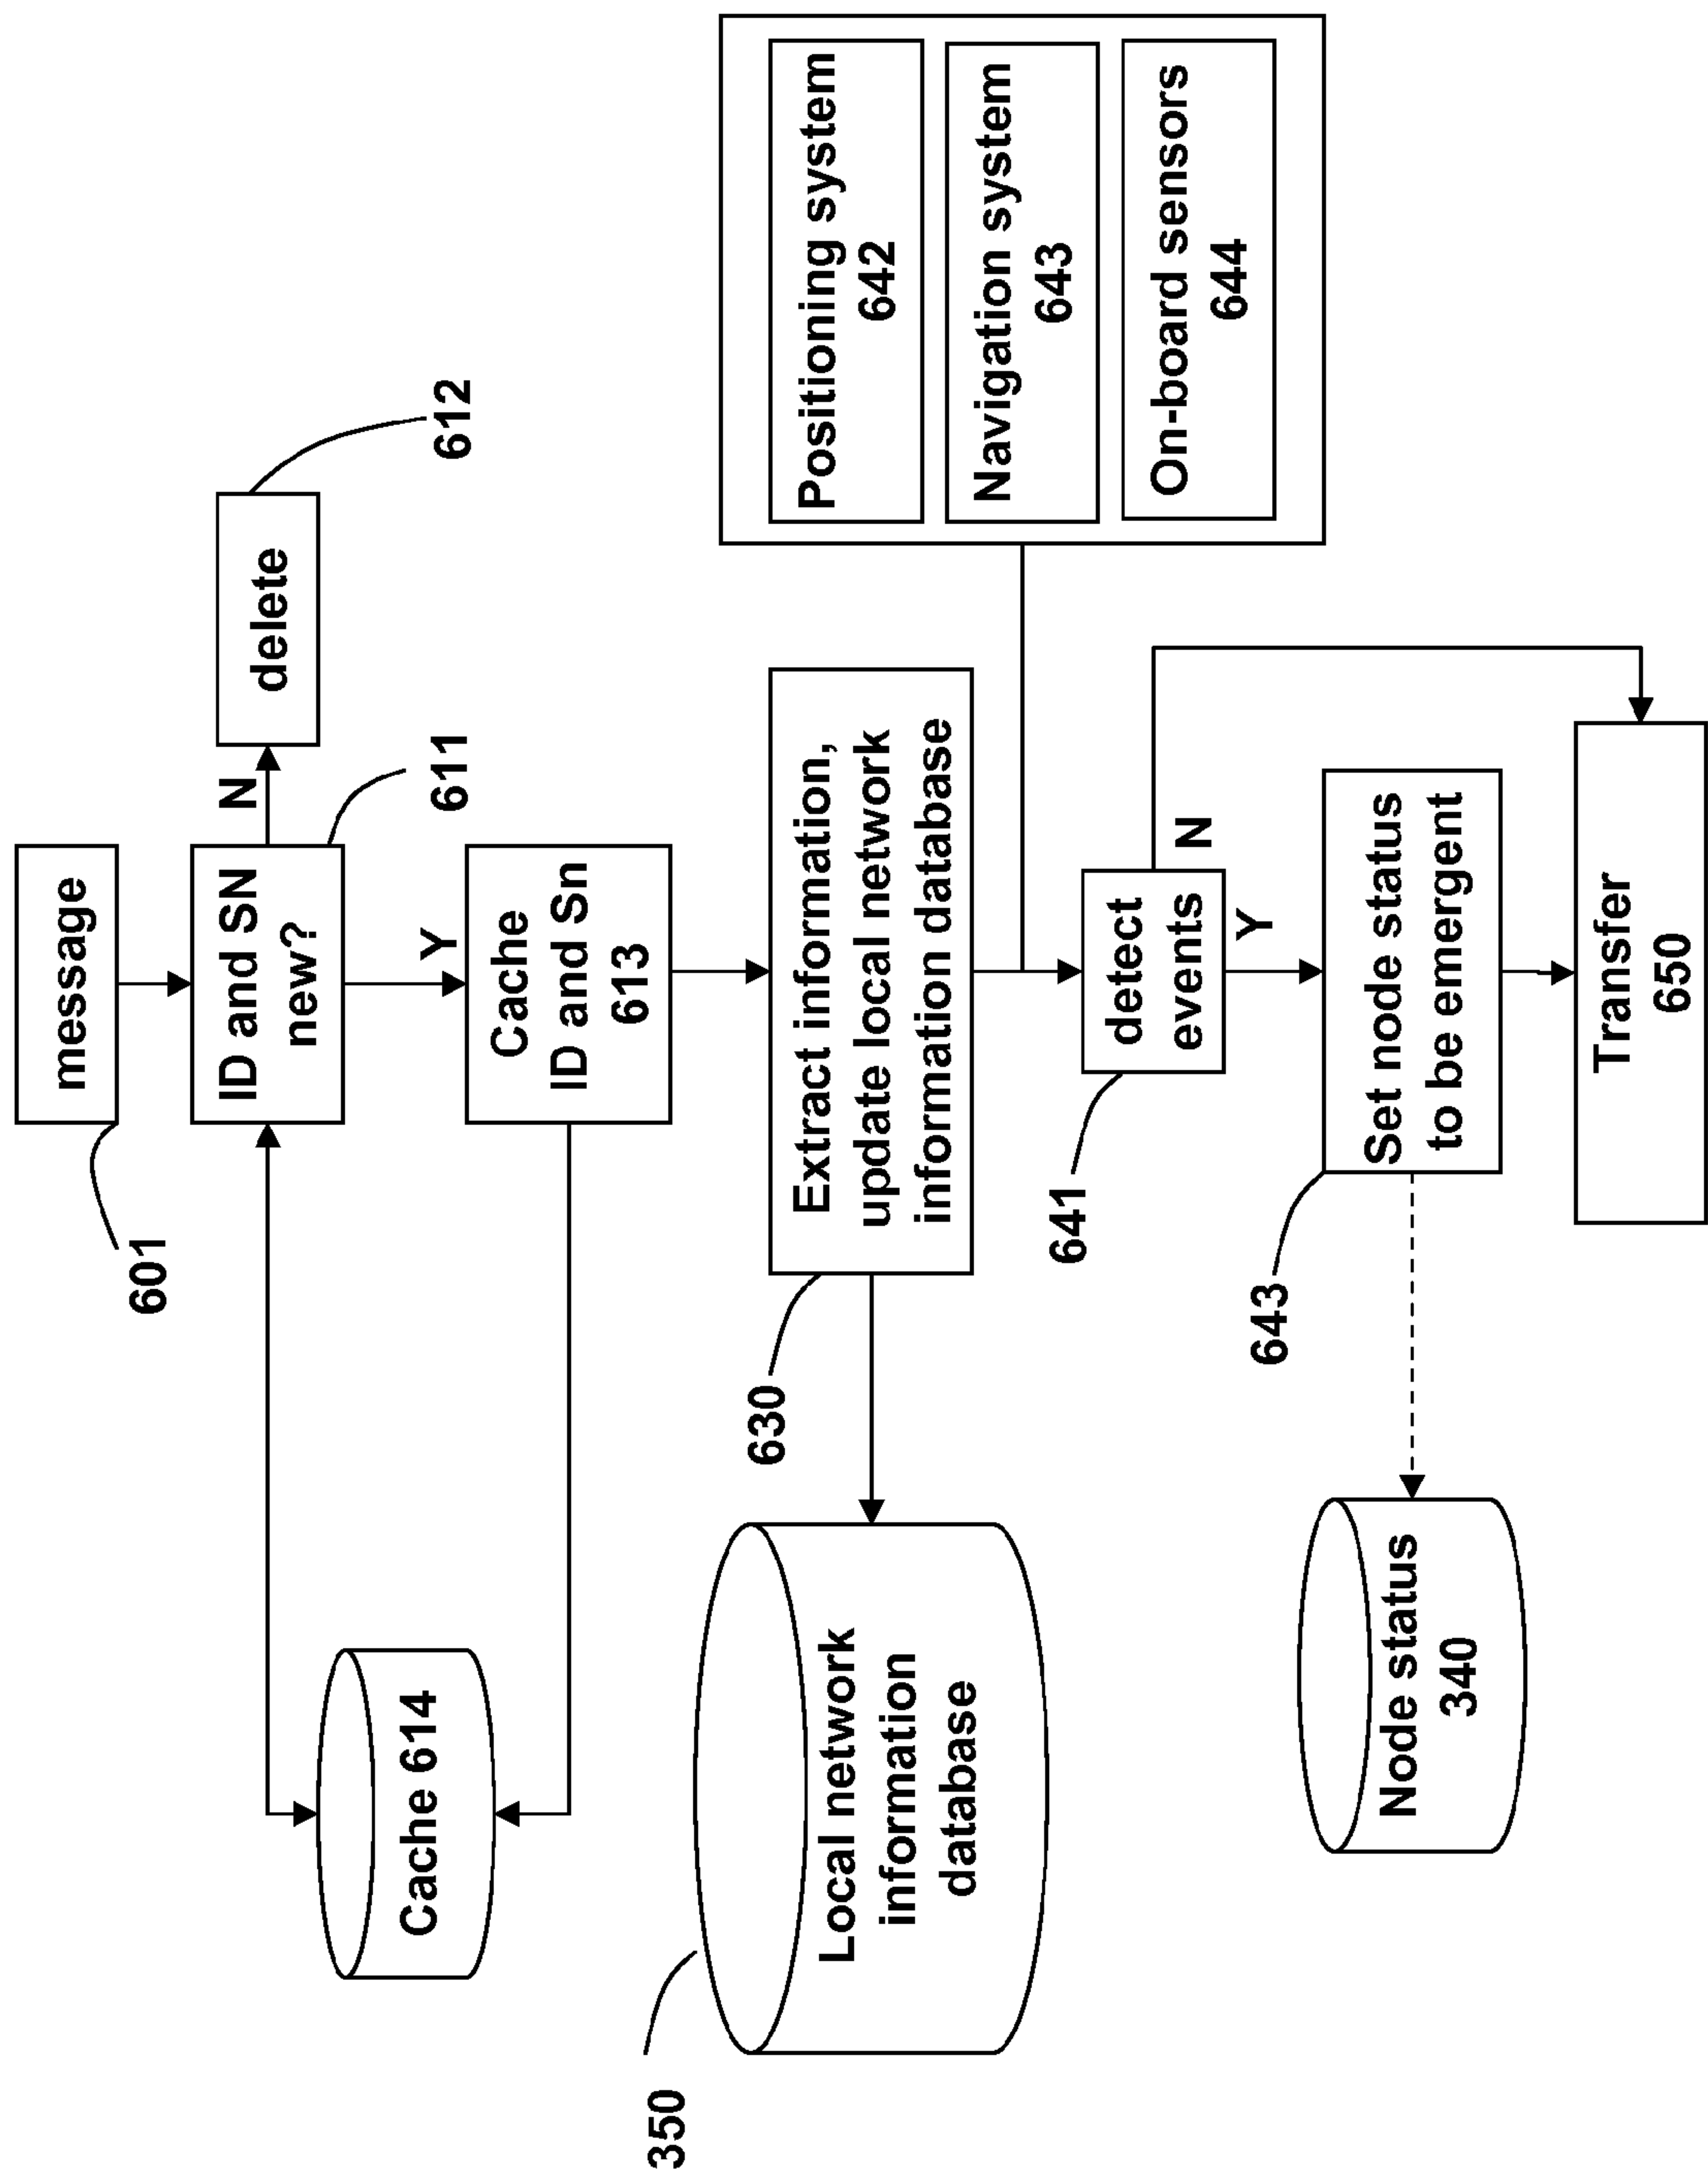 message
601
ID and SN
new?
N
delete
612
611
Y
Cache
ID and Sn
613
Cache 614
Extract information,
update local network
information database
630
Local network
information
database
350
Positioning system
642
Navigation system
643
On-board sensors
644
detect
events
641
N
Y
Set node status
to be emergent
643
Node status
340
Transfer
650